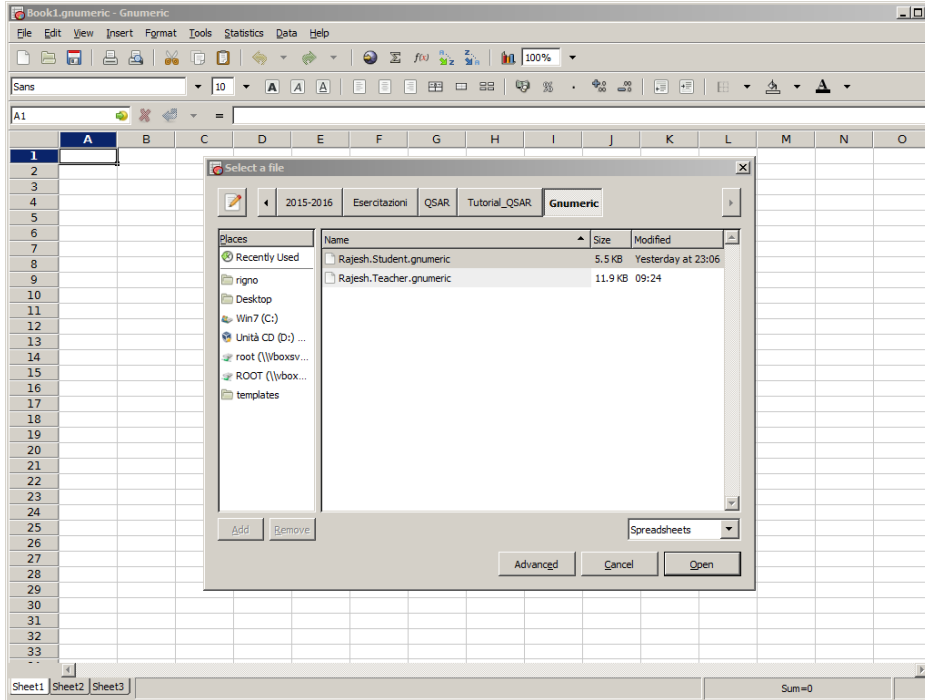 Book1.gnumeric - Gnumeric
File Edit View Insert Format Tools Statistics Data Help
f(x) 100%
Sans 10 A A A % A
A1 =
A B C D E F G H I J K L M N O
1
2
3
4
5
6
7
8
9
10
11
12
13
14
15
16
17
18
19
20
21
22
23
24
25
26
27
28
29
30
31
32
33
Select a file
2015-2016 Esercitazioni QSAR Tutorial_QSAR Gnumeric
Places
Recently Used
rigno
Desktop
Win7 (C:)
Unità CD (D:) ...
root (\\Vboxsv...
ROOT (\\vbox...
templates
Name Size Modified
Rajesh.Student.gnumeric 5.5 KB Yesterday at 23:06
Rajesh.Teacher.gnumeric 11.9 KB 09:24
Add Remove
Spreadsheets
Advanced Cancel Open
Sheet1 Sheet2 Sheet3
Sum=0